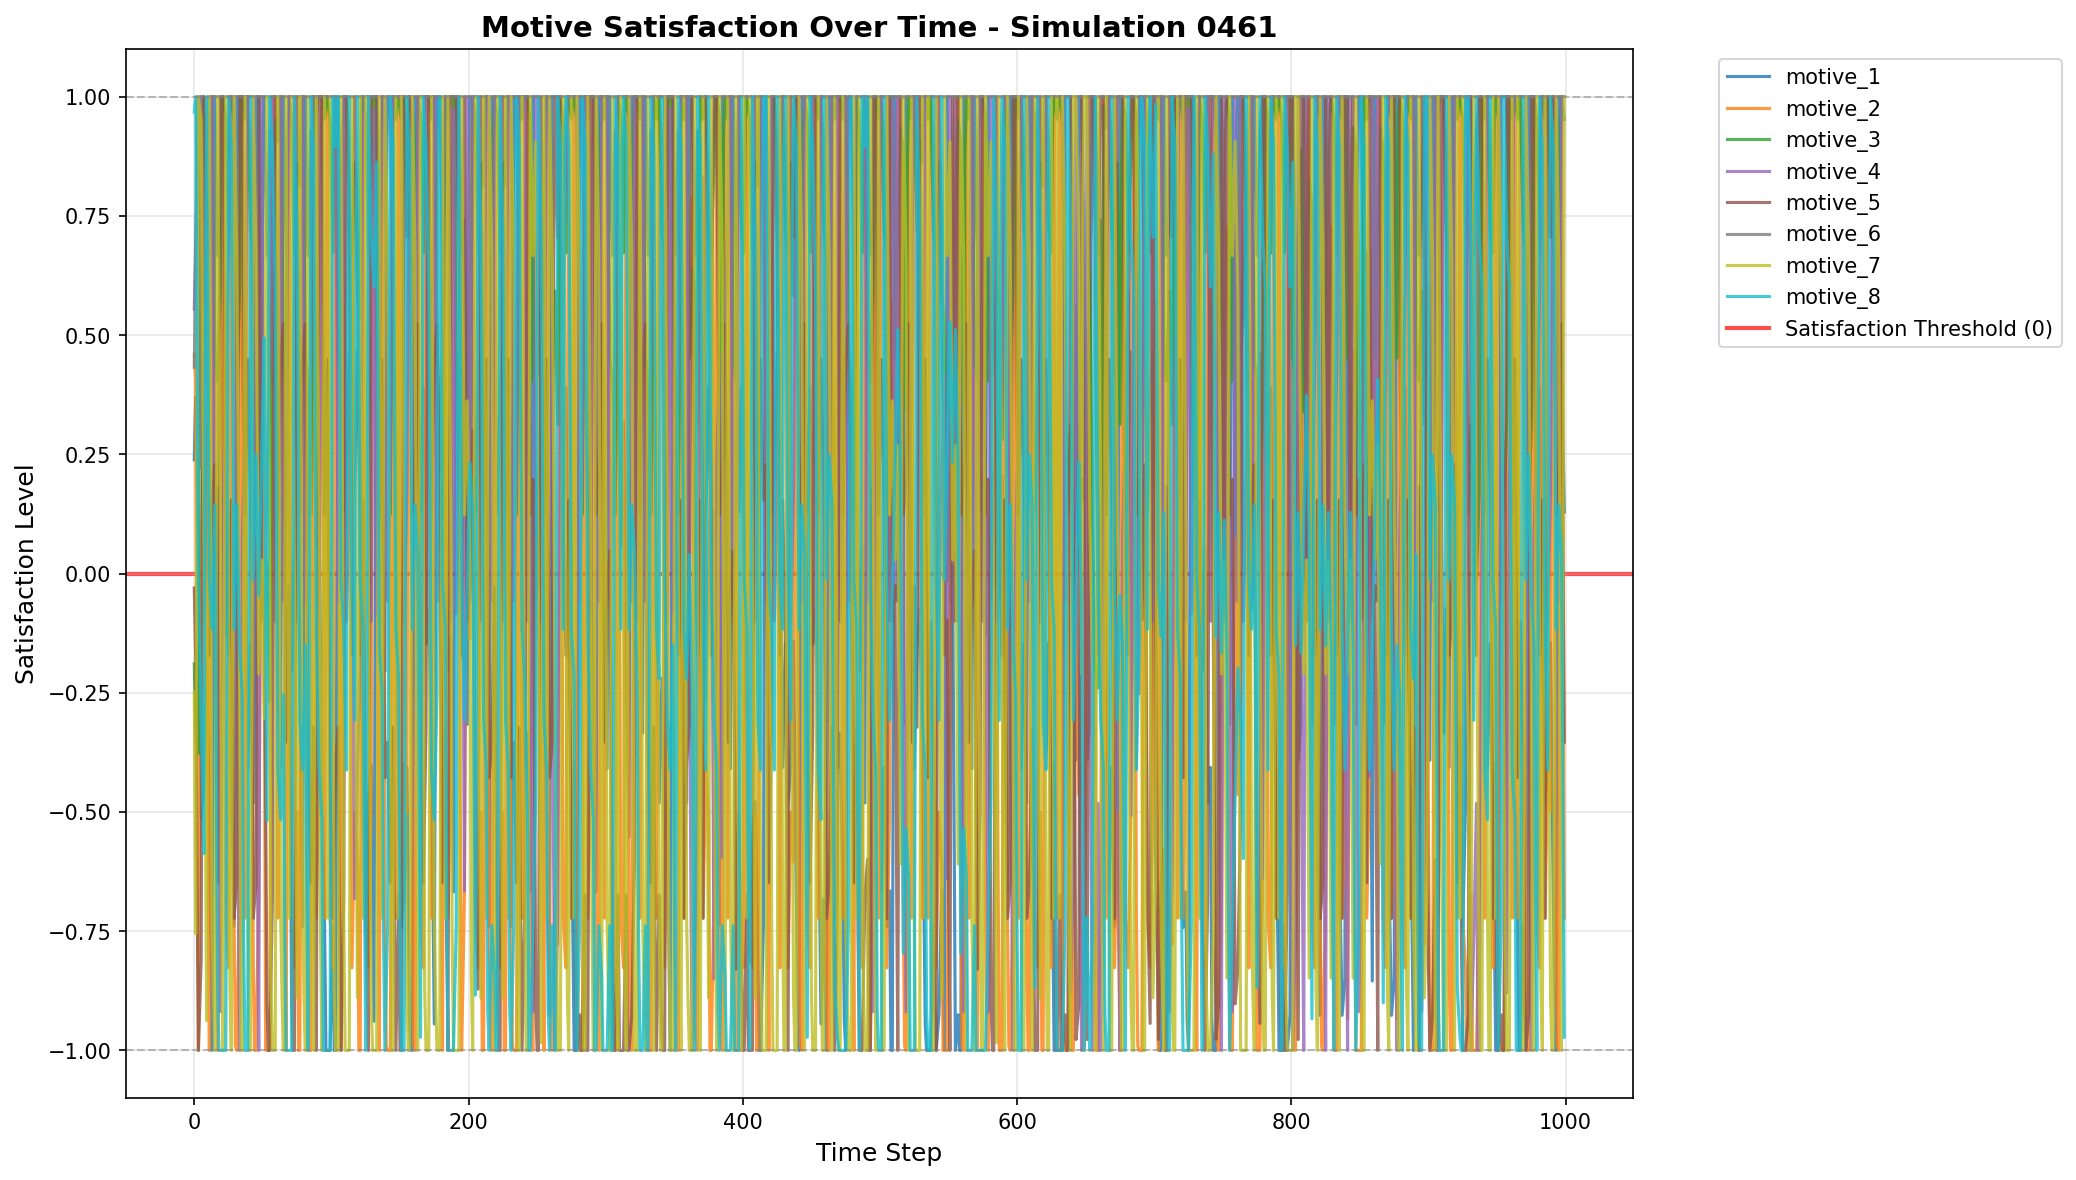 Motive Satisfaction Over Time - Simulation 0461
Satisfaction Level
1.00
0.75
0.50
0.25
0.00
−0.25
−0.50
−0.75
−1.00
0
200
400
600
800
1000
Time Step
motive_1
motive_2
motive_3
motive_4
motive_5
motive_6
motive_7
motive_8
Satisfaction Threshold (0)